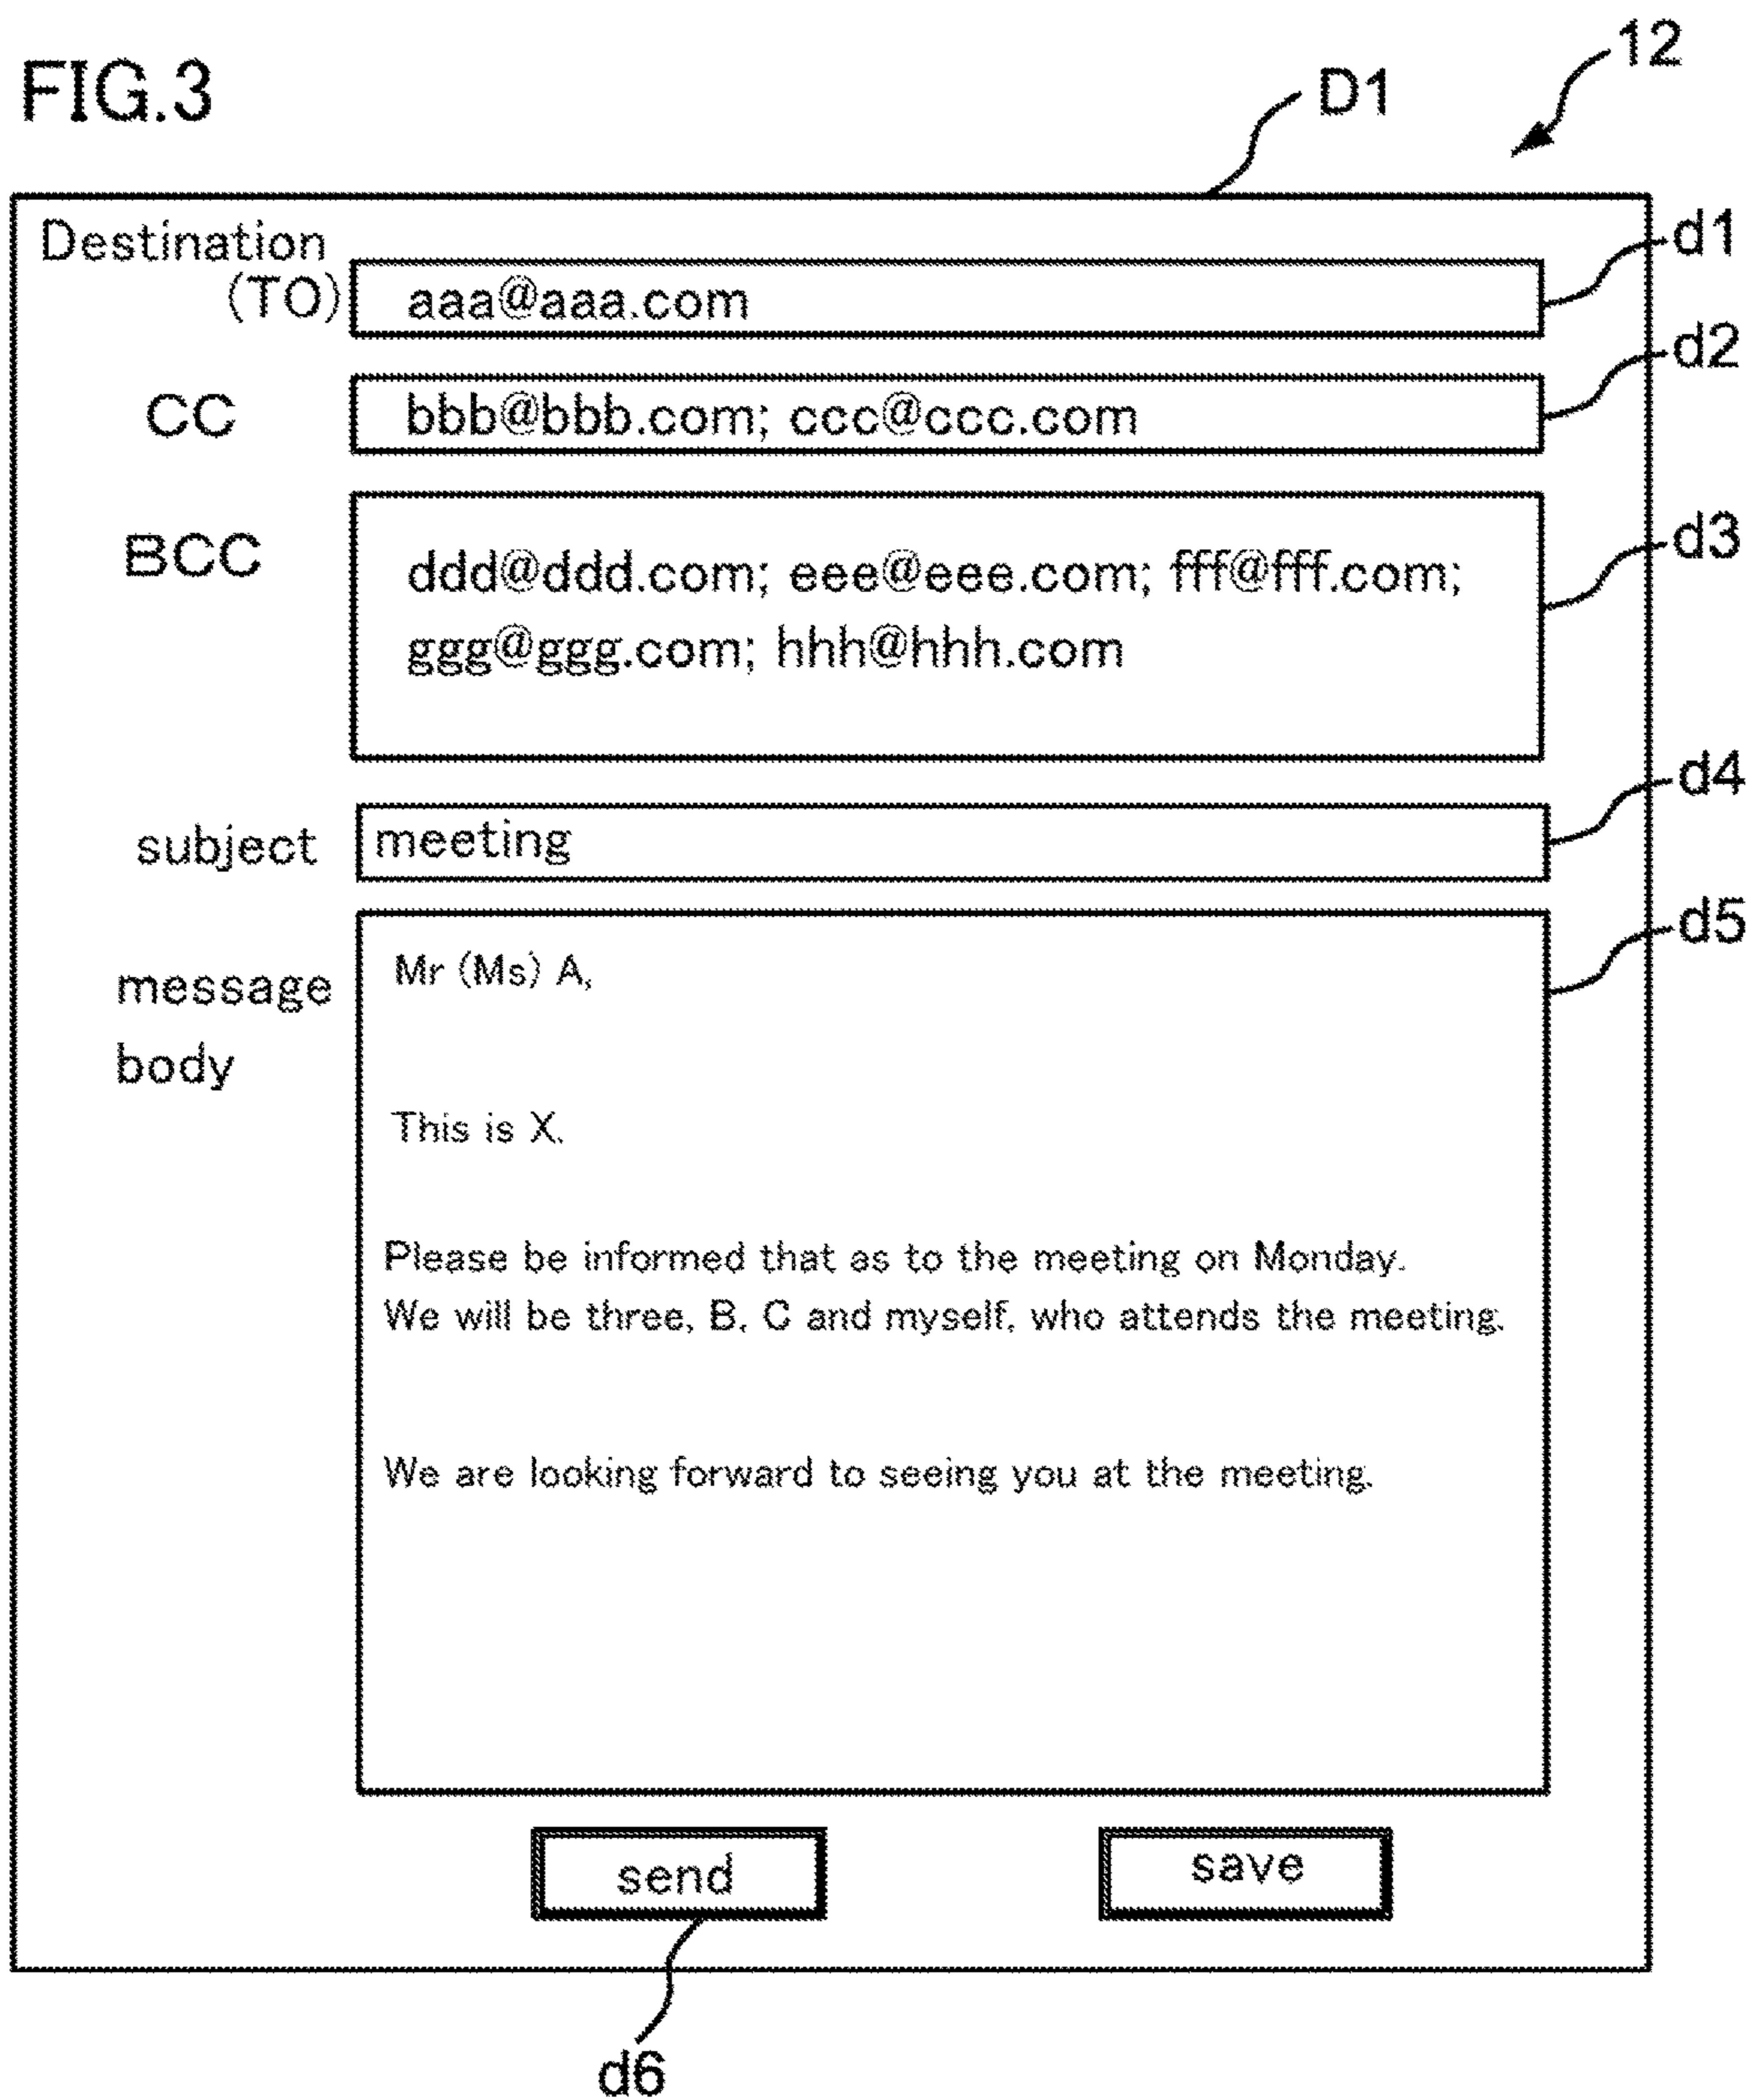 FIG.3
12
D1
Destination
(TO)
aaa@aaa.com
d1
CC
bbb@bbb.com; ccc@ccc.com
d2
BCC
ddd@ddd.com; eee@eee.com; fff@fff.com;
ggg@ggg.com; hhh@hhh.com
d3
subject
meeting
d4
message
body
Mr (Ms) A,
This is X.
Please be informed that as to the meeting on Monday.
We will be three, B, C and myself, who attends the meeting.
We are looking forward to seeing you at the meeting.
d5
send
save
d6